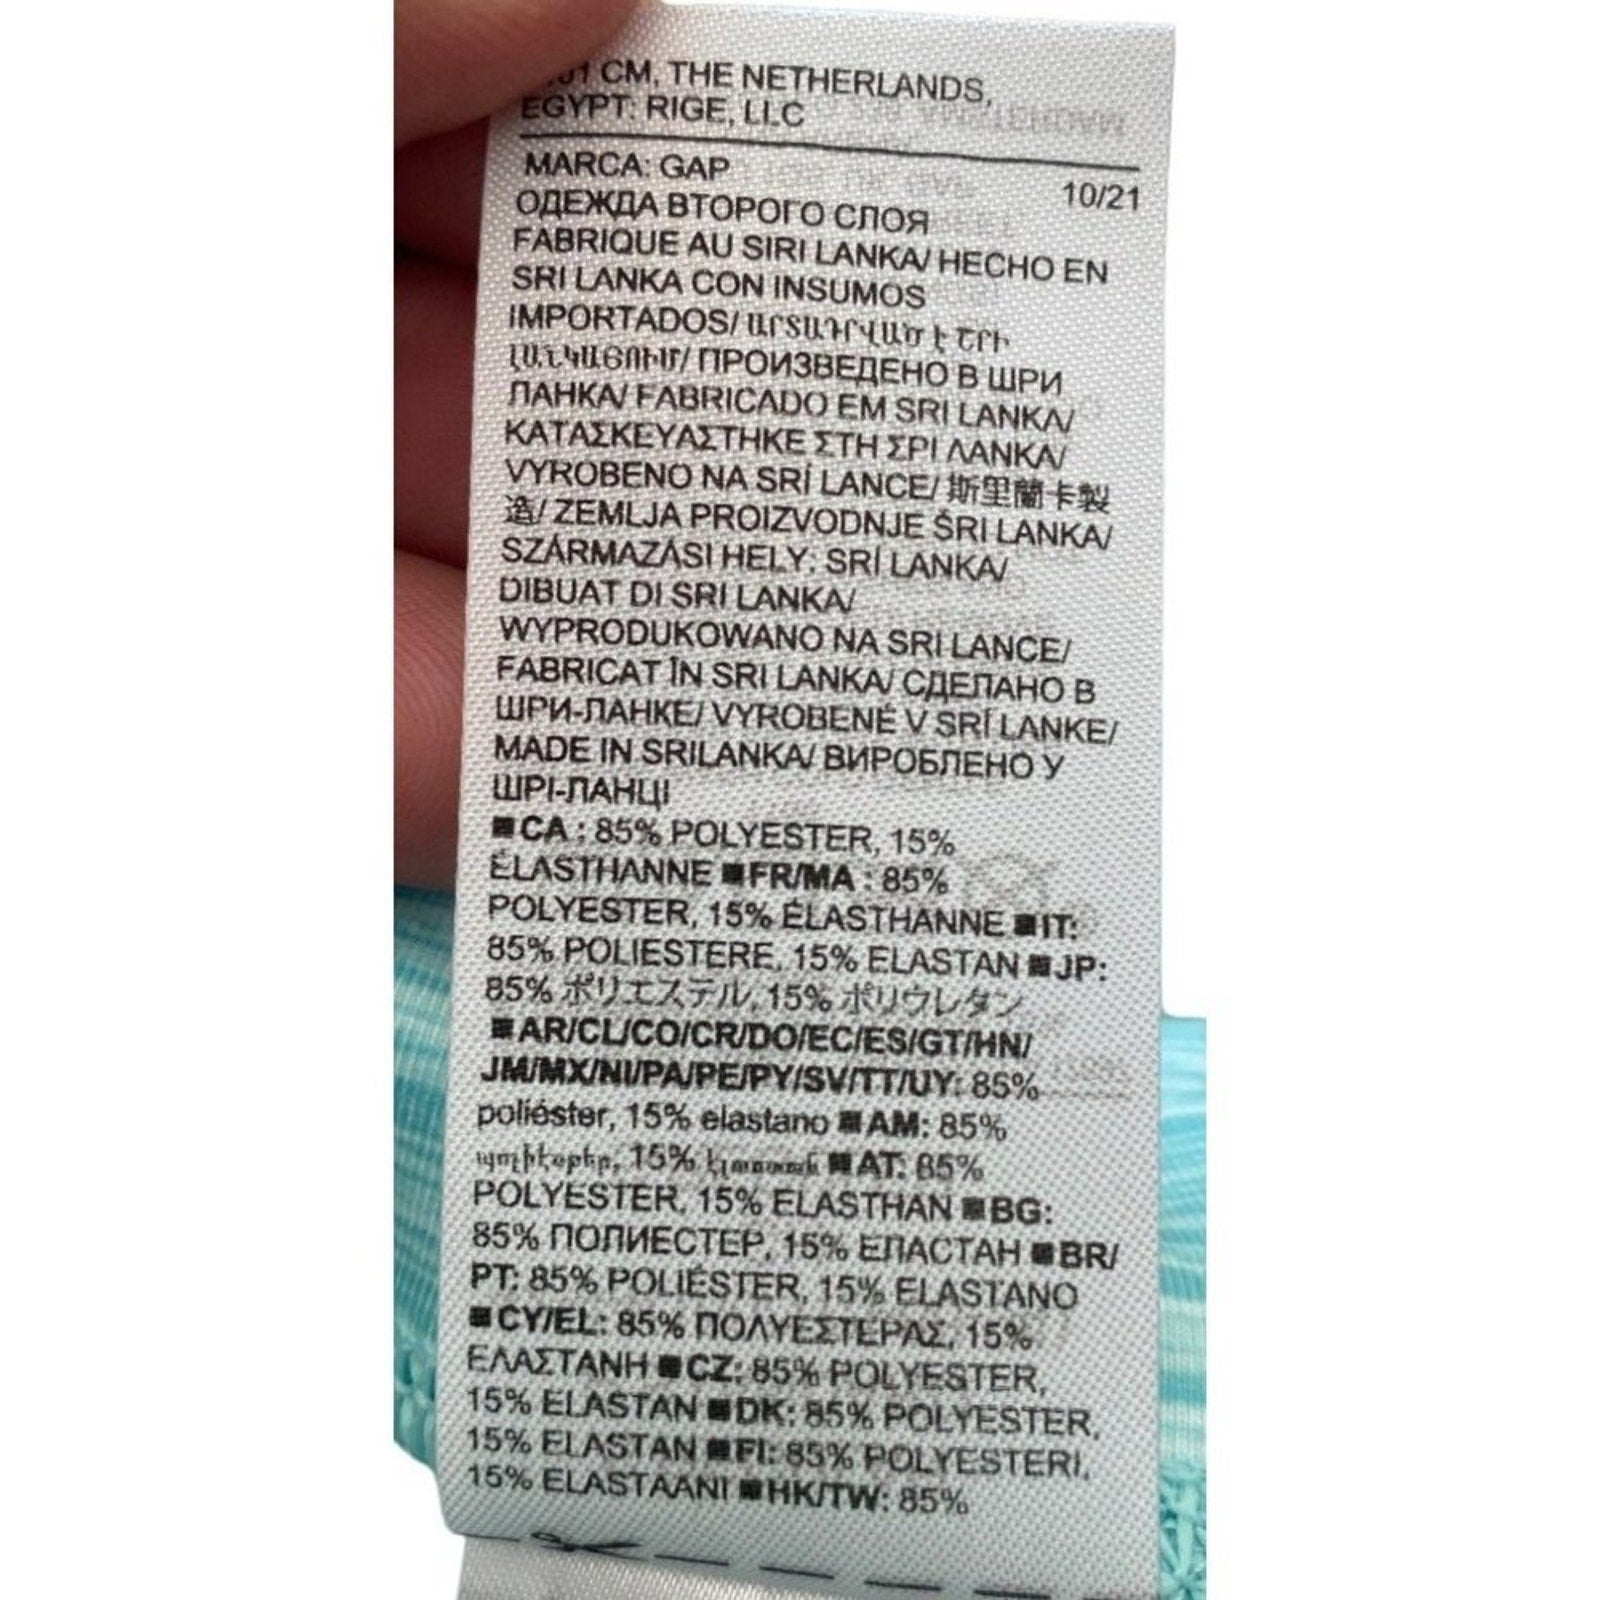 01 CM, THE NETHERLANDS,
EGYPT: RIGE, LLC
MARCA: GAP
10/21
ОДЕЖДА ВТОРОГО СЛОЯ
FABRIQUE AU SRI LANKA/ HECHO EN
SRI LANKA CON INSUMOS
IMPORTADOS/ ԱՐՏԱԴՐՎԱԾ Է ՇՐԻ
ԼԱՆԿԱՅՈՒՄ/ ПРОИЗВЕДЕНО В ШРИ
ЛАНКА/ FABRICADO EM SRI LANKA/
ΚΑΤΑΣΚΕΥΑΣΤΗΚΕ ΣΤΗ ΣΡΙ ΛΑΝΚΑ/
VYROBENO NA SRÍ LANCE/ 斯里蘭卡製
造/ ZEMLJA PROIZVODNJE ŠRI LANKA/
SZÁRMAZÁSI HELY: SRÍ LANKA/
DIBUAT DI SRI LANKA/
WYPRODUKOWANO NA SRI LANCE/
FABRICAT ÎN SRI LANKA/ СДЕЛАНО В
ШРИ-ЛАНКЕ/ VYROBENÉ V SRÍ LANKE/
MADE IN SRILANKA/ ВИРОБЛЕНО У
ШРІ-ЛАНЦІ
■CA : 85% POLYESTER, 15%
ÉLASTHANNE ■FR/MA : 85%
POLYESTER, 15% ÉLASTHANNE ■IT:
85% POLIESTERE, 15% ELASTAN ■JP:
85% ポリエステル, 15% ポリウレタン
■AR/CL/CO/CR/DO/EC/ES/GT/HN/
JM/MX/NI/PA/PE/PY/SV/TT/UY: 85%
poliéster, 15% elastano ■AM: 85%
պոլիէսթեր, 15% էլաստան ■AT: 85%
POLYESTER, 15% ELASTHAN ■BG:
85% ПОЛИЕСТЕР, 15% ЕЛАСТАН ■BR/
PT: 85% POLIÉSTER, 15% ELASTANO
■CY/EL: 85% ΠΟΛΥΕΣΤΕΡΑΣ, 15%
ΕΛΑΣΤΑΝΗ ■CZ: 85% POLYESTER,
15% ELASTAN ■DK: 85% POLYESTER,
15% ELASTAN ■FI: 85% POLYESTERI,
15% ELASTAANI ■HK/TW: 85%